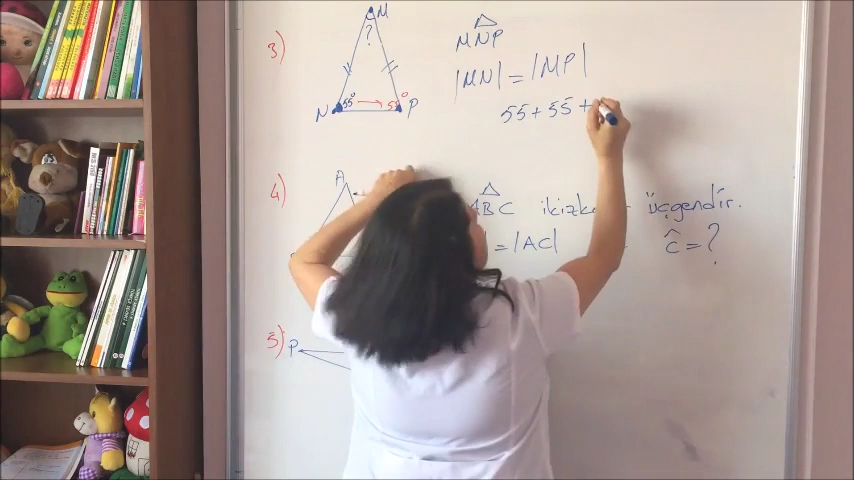 3)
M
?
N 55° 55° P
△
MNP
|MN| = |MP|
55 + 55 +
4)
A
△
ABC üçgendir.
= |AC| Ĉ = ?
5)
P